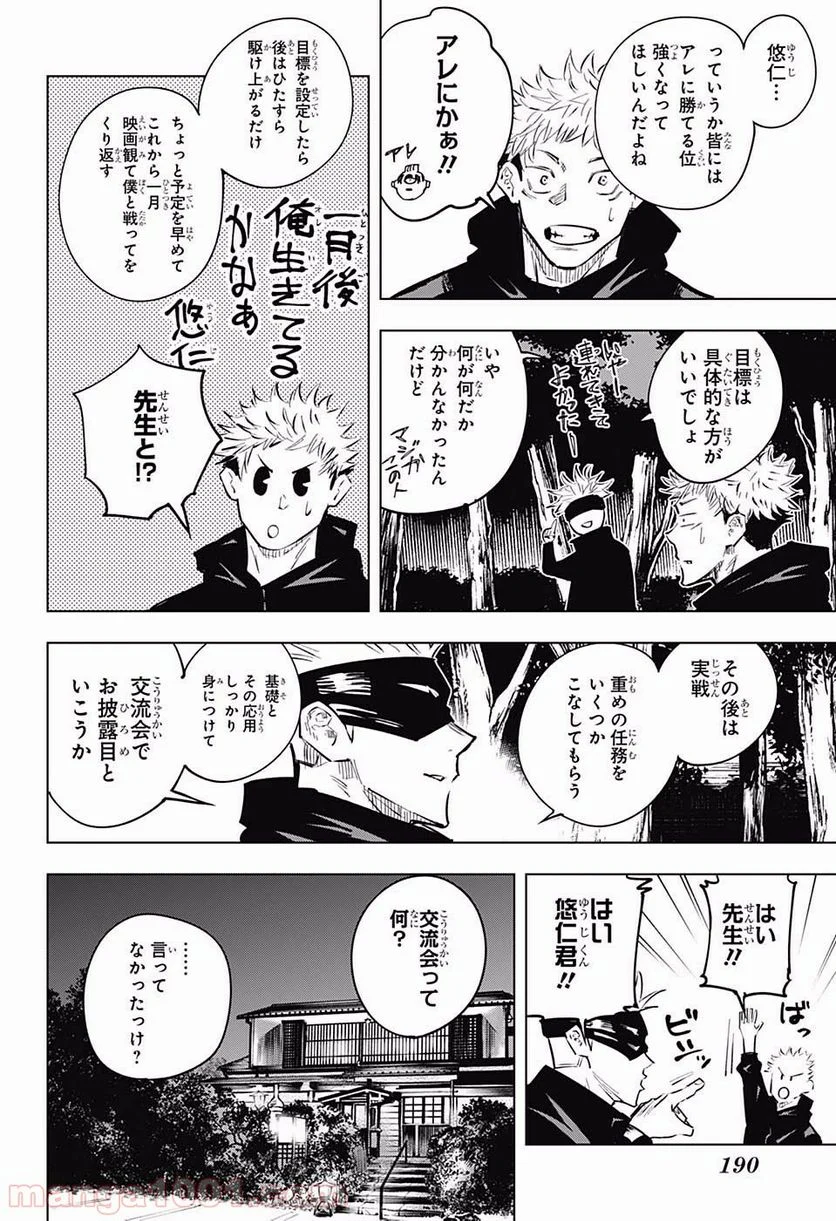 悠仁…
っていうか皆には
アレに勝てる位
強くなって
ほしいんだよね
アレにかぁ!!
アレ
目標を設定したら
後はひたすら
駆け上がるだけ
ちょっと予定を早めて
これから一月
映画観て僕と戦ってを
くり返す
一月後
俺生きてる
かなぁ
悠仁
先生と!?
目標は
具体的な方が
いいでしょ
いやー
連れてきて
よかったー
いや
何が何だか
分かんなかったん
だけど
マジか
この人
その後は
実戦
重めの任務を
いくつか
こなしてもらう
基礎と
その応用
しっかり
身につけて
交流会で
お披露目と
いこうか
はい
先生!!
ばっ
はい
悠仁君!!
ビシッ
交流会って
何?
……
言って
なかったっけ?
190